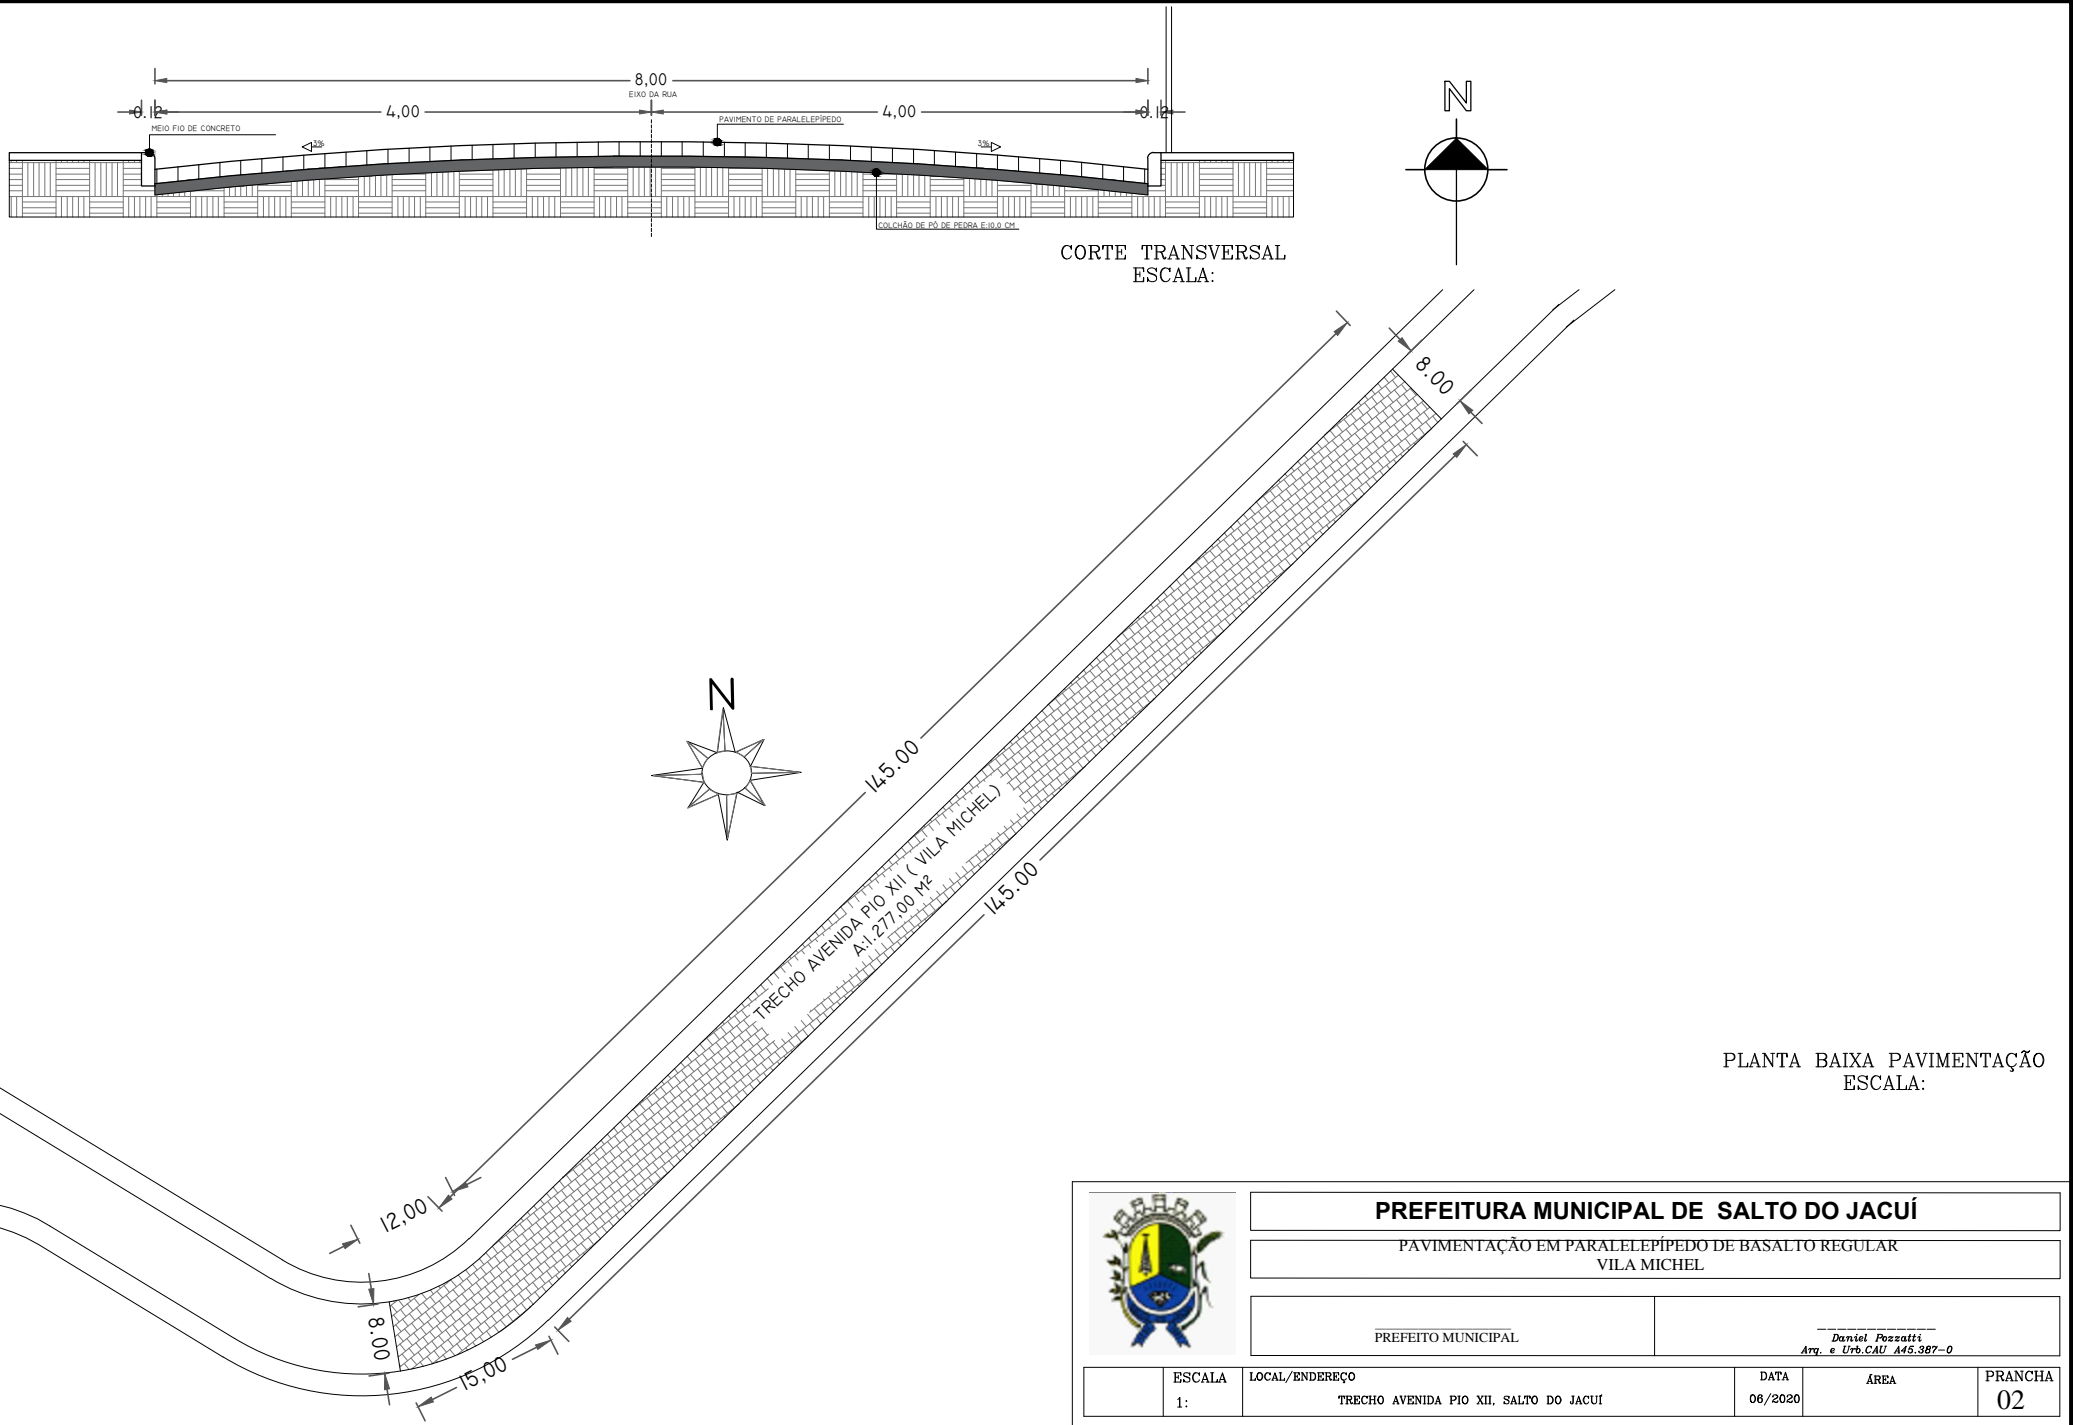 8,00
EIXO DA RUA
0.12
4,00
4,00
0.12
MEIO FIO DE CONCRETO
PAVIMENTO DE PARALELEPÍPEDO
3%
3%
COLCHÃO DE PÓ DE PEDRA E:10,0 CM
CORTE TRANSVERSAL
ESCALA:
N
8.00
N
145.00
145.00
TRECHO AVENIDA PIO XII ( VILA MICHEL)
A:1.277,00 M²
12,00
8.00
15,00
PLANTA BAIXA PAVIMENTAÇÃO
ESCALA:
PREFEITURA MUNICIPAL DE SALTO DO JACUÍ
PAVIMENTAÇÃO EM PARALELEPÍPEDO DE BASALTO REGULAR
VILA MICHEL
PREFEITO MUNICIPAL
Daniel Pozzatti
Arq. e Urb.CAU A45.387-0
ESCALA
1:
LOCAL/ENDEREÇO
TRECHO AVENIDA PIO XII, SALTO DO JACUÍ
DATA
06/2020
ÁREA
PRANCHA
02